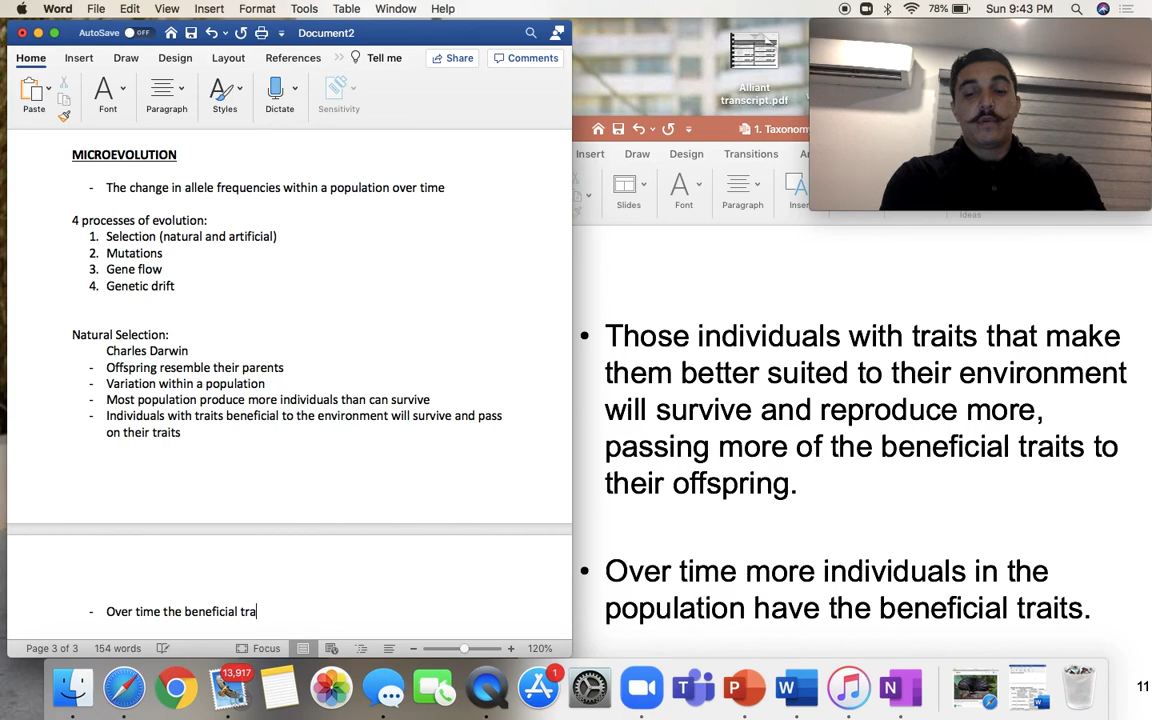 Word File Edit View Insert Format Tools Table Window Help 78% Sun 9:43 PM
AutoSave OFF Document2
Home Insert Draw Design Layout References Tell me Share Comments
Paste Font Paragraph Styles Dictate Sensitivity
MICROEVOLUTION
- The change in allele frequencies within a population over time
4 processes of evolution:
1. Selection (natural and artificial)
2. Mutations
3. Gene flow
4. Genetic drift
Natural Selection:
Charles Darwin
- Offspring resemble their parents
- Variation within a population
- Most population produce more individuals than can survive
- Individuals with traits beneficial to the environment will survive and pass
on their traits
- Over time the beneficial tra
Page 3 of 3 154 words Focus 120%
Alliant
transcript.pdf
1. Taxonomy
Insert Draw Design Transitions
Slides Font Paragraph Inser
Ideas
• Those individuals with traits that make
them better suited to their environment
will survive and reproduce more,
passing more of the beneficial traits to
their offspring.
• Over time more individuals in the
population have the beneficial traits.
13,917
1
11